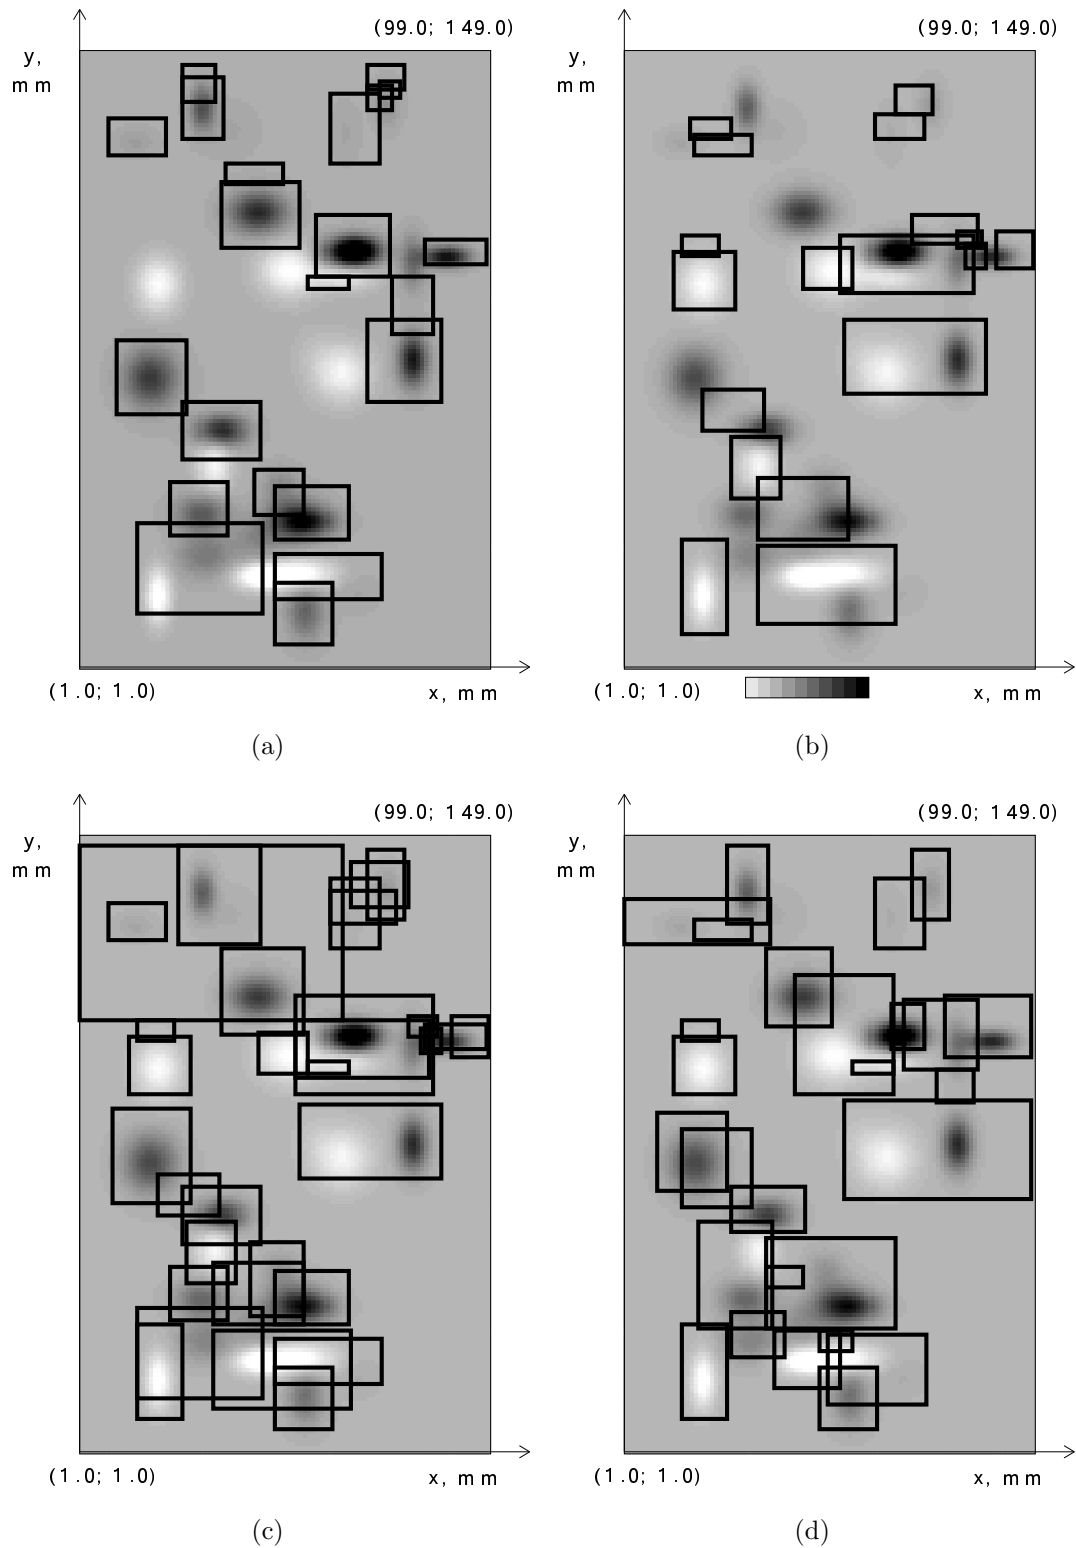 (99.0; 149.0)
y,
mm
(1.0; 1.0)
x, mm
(a)
(99.0; 149.0)
y,
mm
(1.0; 1.0)
x, mm
(b)
(99.0; 149.0)
y,
mm
(1.0; 1.0)
x, mm
(c)
(99.0; 149.0)
y,
mm
(1.0; 1.0)
x, mm
(d)